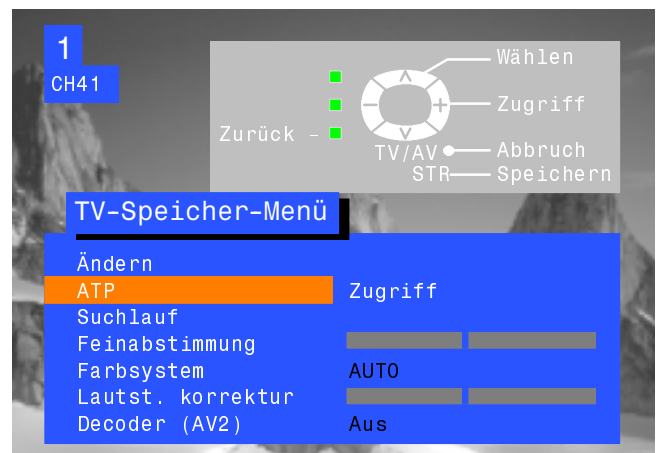 1
CH41
Wählen
Zugriff
Zurück –
TV/AV Abbruch
STR Speichern
TV-Speicher-Menü
Ändern
ATP Zugriff
Suchlauf
Feinabstimmung
Farbsystem AUTO
Lautst. korrektur
Decoder (AV2) Aus